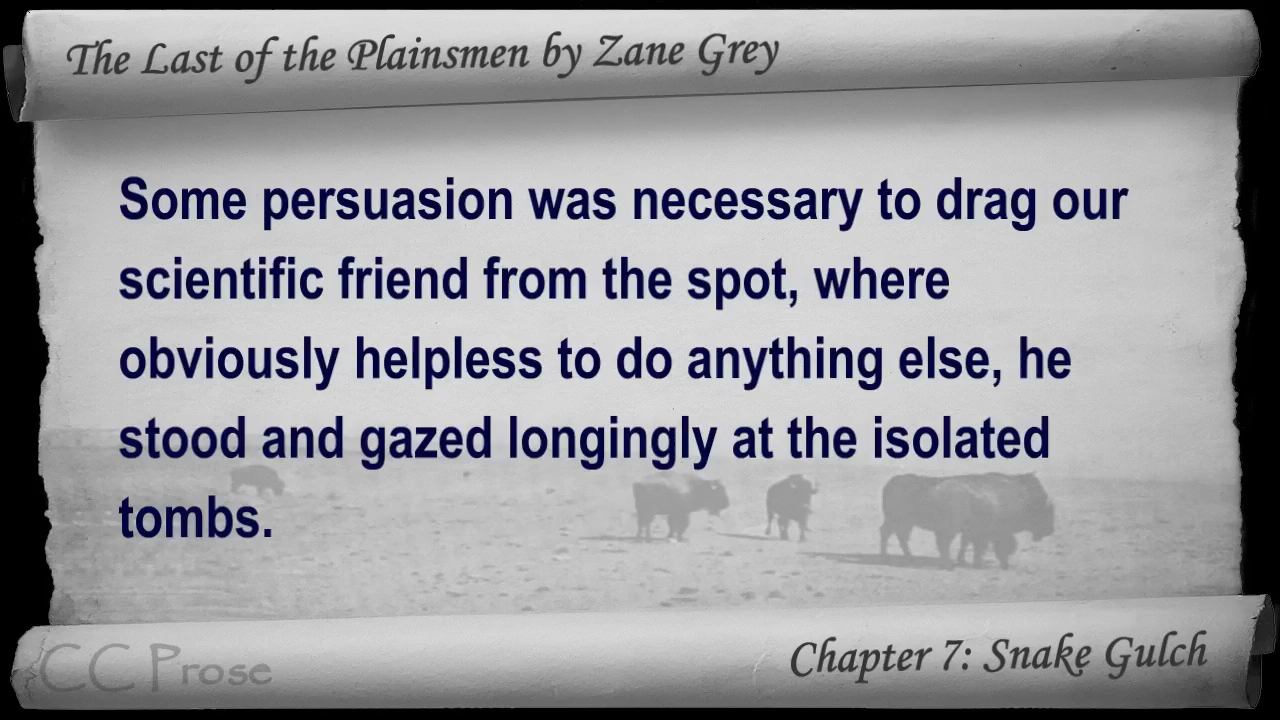 The Last of the Plainsmen by Zane Grey
Some persuasion was necessary to drag our
scientific friend from the spot, where
obviously helpless to do anything else, he
stood and gazed longingly at the isolated
tombs.
CC Prose
Chapter 7: Snake Gulch